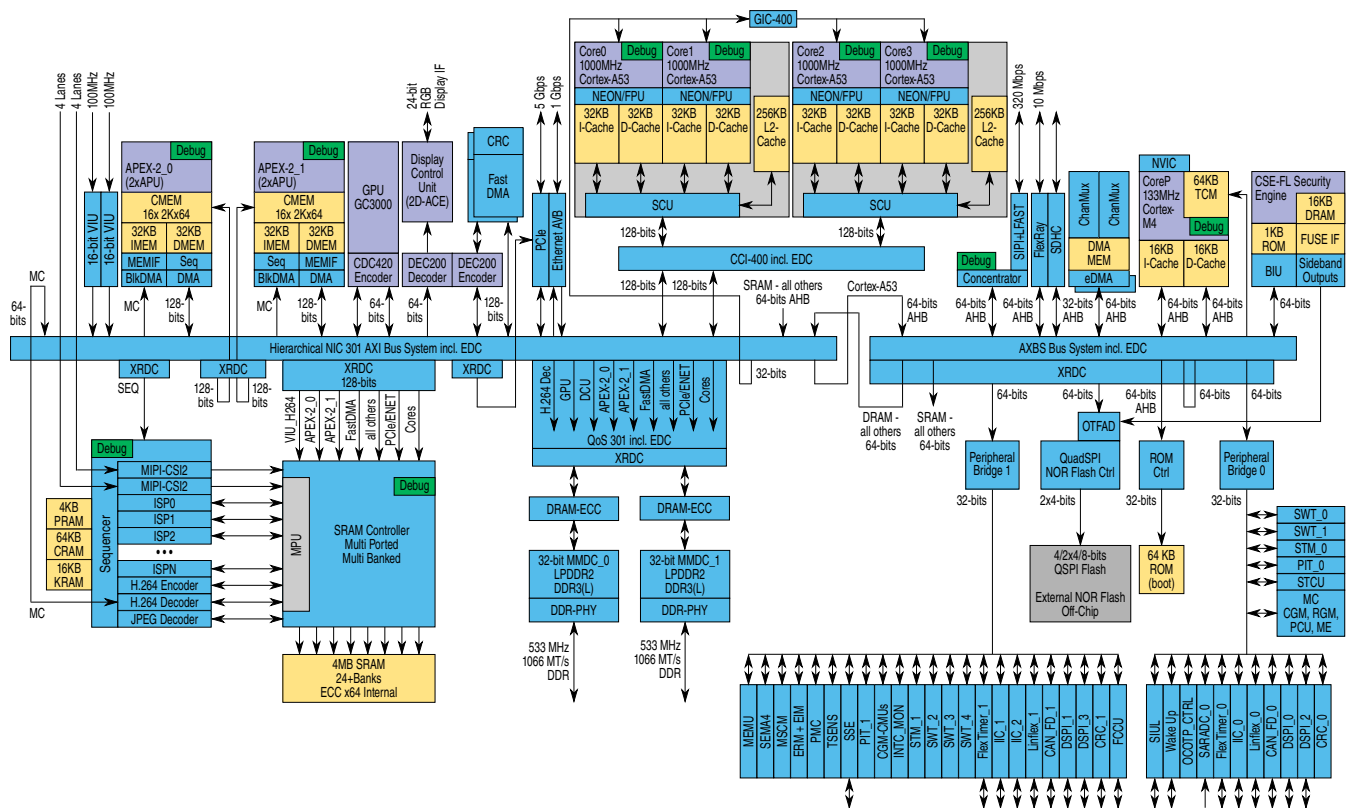 GIC-400
4 Lanes
4 Lanes
100MHz
100MHz
24-bit
RGB
Display IF
5 Gbps
1 Gbps
320 Mbps
10 Mbps
Debug
APEX-2_0
(2xAPU)
CMEM
16x 2Kx64
32KB
IMEM
32KB
DMEM
MEMIF
Seq
BlkDMA
DMA
16-bit VIU
16-bit VIU
Debug
APEX-2_1
(2xAPU)
CMEM
16x 2Kx64
32KB
IMEM
32KB
DMEM
Seq
MEMIF
BlkDMA
DMA
GPU
GC3000
CDC420
Encoder
Display
Control
Unit
(2D-ACE)
DEC200
Decoder
CRC
Fast
DMA
DEC200
Encoder
PCIe
Ethernet AVB
Core0
1000MHz
Cortex-A53
Debug
Core1
1000MHz
Cortex-A53
Debug
NEON/FPU
NEON/FPU
32KB
I-Cache
32KB
D-Cache
32KB
I-Cache
32KB
D-Cache
256KB
L2-
Cache
SCU
Core2
1000MHz
Cortex-A53
Debug
Core3
1000MHz
Cortex-A53
Debug
NEON/FPU
NEON/FPU
32KB
I-Cache
32KB
D-Cache
32KB
I-Cache
32KB
D-Cache
256KB
L2-
Cache
SCU
128-bits
128-bits
CCI-400 incl. EDC
Debug
Concentrator
SIPI+LFAST
FlexRay
SDHC
ChanMux
ChanMux
DMA
MEM
eDMA
NVIC
CoreP
133MHz
Cortex-
M4
64KB
TCM
Debug
16KB
I-Cache
16KB
D-Cache
CSE-FL Security
Engine
16KB
DRAM
1KB
ROM
FUSE IF
BIU
Sideband
Outputs
MC
64-
bits
MC
128-
bits
MC
128-
bits
64-
bits
64-
bits
64-
bits
128-
bits
128-bits
128-bits
SRAM - all others
64-bits AHB
Cortex-A53
64-bits
AHB
64-bits
AHB
32-bits
64-bits
AHB
64-bits
AHB
64-bits
AHB
64-bits
Hierarchical NIC 301 AXI Bus System incl. EDC
AXBS Bus System incl. EDC
XRDC
XRDC
XRDC
XRDC
128-bits
XRDC
SEQ
128-
bits
128-
bits
32-bits
VIU_H264
APEX-2_0
APEX-2_1
FastDMA
all others
PCIe/ENET
Cores
H.264 Dec
GPU
DCU
APEX-2_0
APEX-2_1
FastDMA
all others
PCIe/ENET
Cores
QoS 301 incl. EDC
XRDC
DRAM -
all others
64-bits
SRAM -
all others
64-bits
64-bits
64-bits
64-bits
AHB
64-bits
64-bits
Debug
Sequencer
MIPI-CSI2
MIPI-CSI2
ISP0
ISP1
ISP2
•••
ISPN
H.264 Encoder
H.264 Decoder
JPEG Decoder
4KB
PRAM
64KB
CRAM
16KB
KRAM
MC
MPU
Debug
SRAM Controller
Multi Ported
Multi Banked
4MB SRAM
24+Banks
ECC x64 Internal
DRAM-ECC
DRAM-ECC
32-bit MMDC_0
LPDDR2
DDR3(L)
DDR-PHY
32-bit MMDC_1
LPDDR2
DDR3(L)
DDR-PHY
533 MHz
1066 MT/s
DDR
533 MHz
1066 MT/s
DDR
Peripheral
Bridge 1
32-bits
OTFAD
QuadSPI
NOR Flash Ctrl
2x4-bits
4/2x4/8-bits
QSPI Flash
External NOR Flash
Off-Chip
ROM
Ctrl
32-bits
64 KB
ROM
(boot)
Peripheral
Bridge 0
32-bits
SWT_0
SWT_1
STM_0
PIT_0
STCU
MC
CGM, RGM,
PCU, ME
MEMU
SEMA4
MSCM
ERM + EIM
PMC
TSENS
SSE
PIT_1
CGM-CMUs
INTC_MON
STM_1
SWT_2
SWT_3
SWT_4
FlexTimer_1
IIC_1
IIC_2
Linflex_1
CAN_FD_1
DSPI_1
DSPI_3
CRC_1
FCCU
SIUL
Wake Up
OCOTP_CTRL
SARADC_0
FlexTimer_0
IIC_0
Linflex_0
CAN_FD_0
DSPI_0
DSPI_2
CRC_0